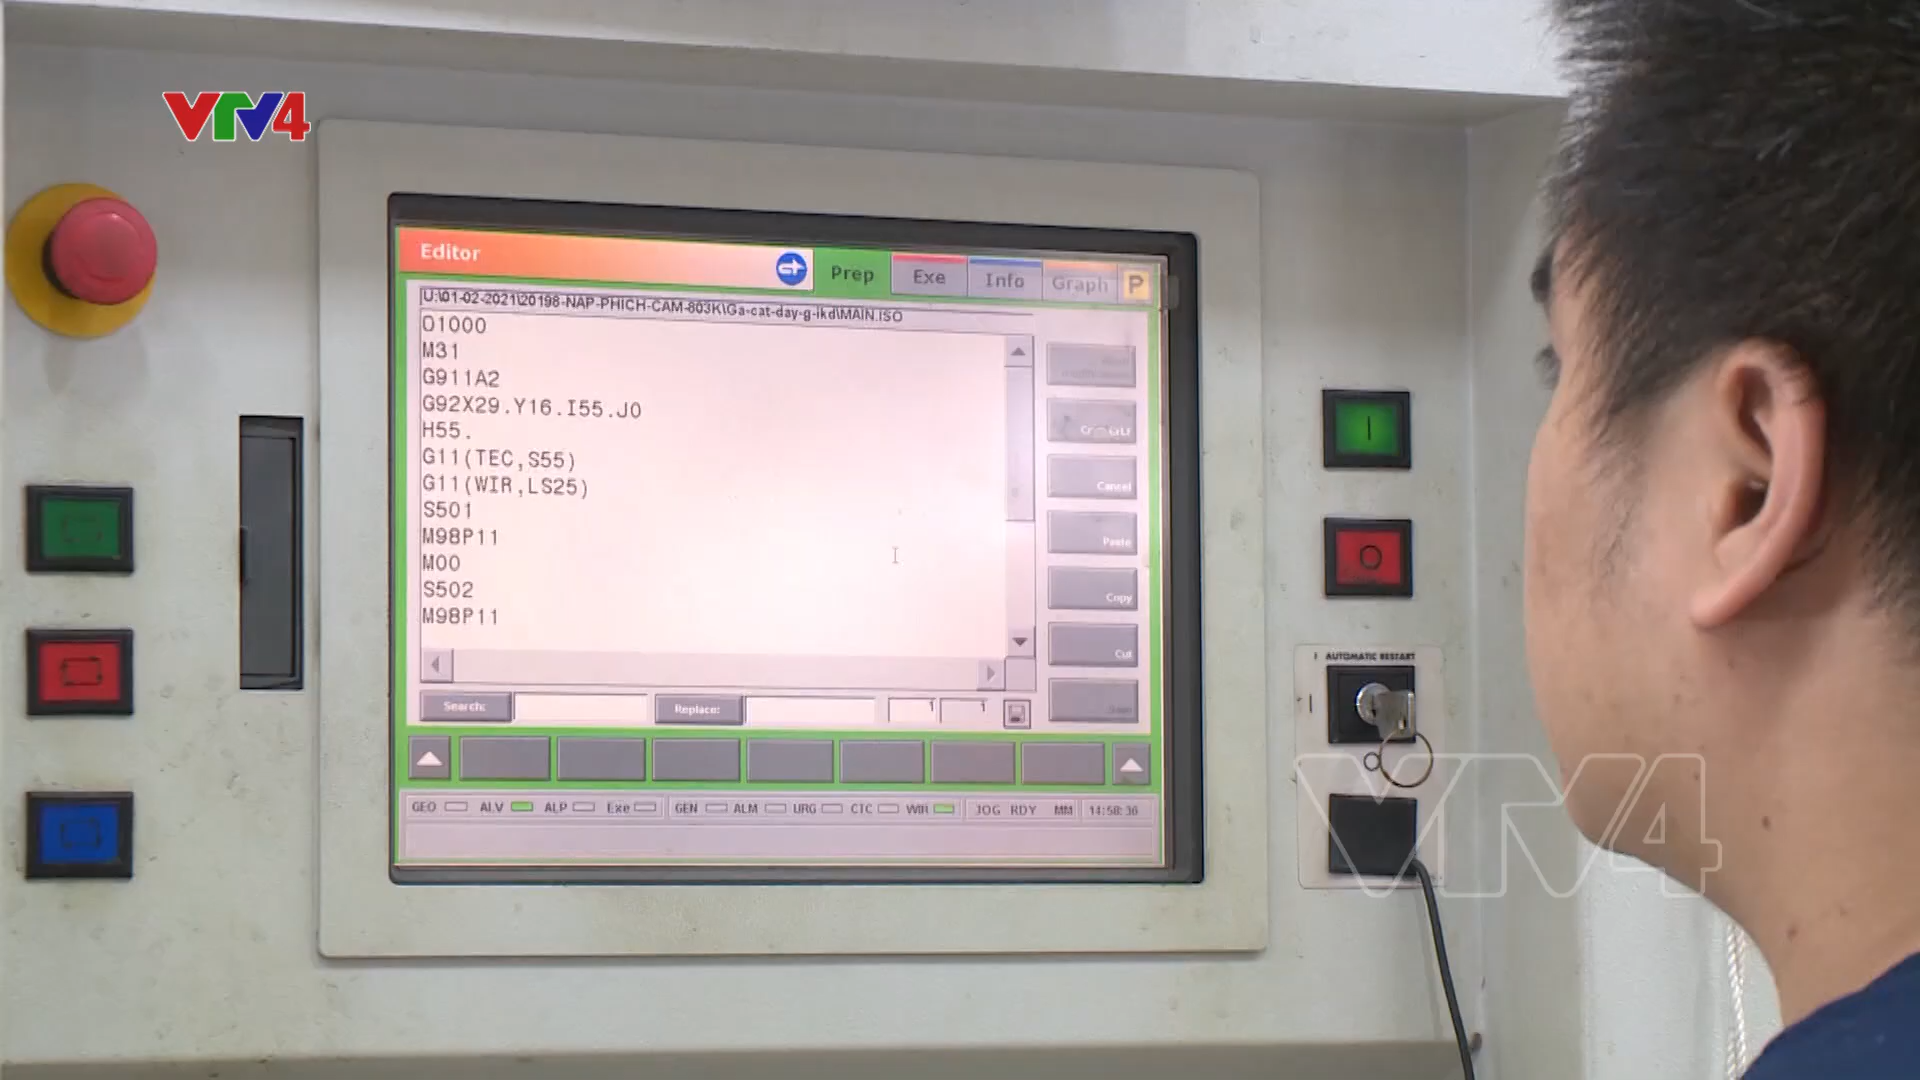 VTV4
Editor
Prep
Exe
Info
Graph
P
U:\01-02-2021\20198-NAP-PHICH-CAM-803K\Ga-cat-day-g-ikd\MAIN.ISO
O1000
M31
G911A2
G92X29.Y16.I55.J0
H55.
G11(TEC,S55)
G11(WIR,LS25)
S501
M98P11
M00
S502
M98P11
Cancel
Paste
Copy
Cut
Search:
Replace:
1
1
GEO ALV ALP Exe GEN ALM URG CTC WIR JOG RDY MM 14:58:36
I
O
I AUTOMATIC RESTART
I
O
VTV4